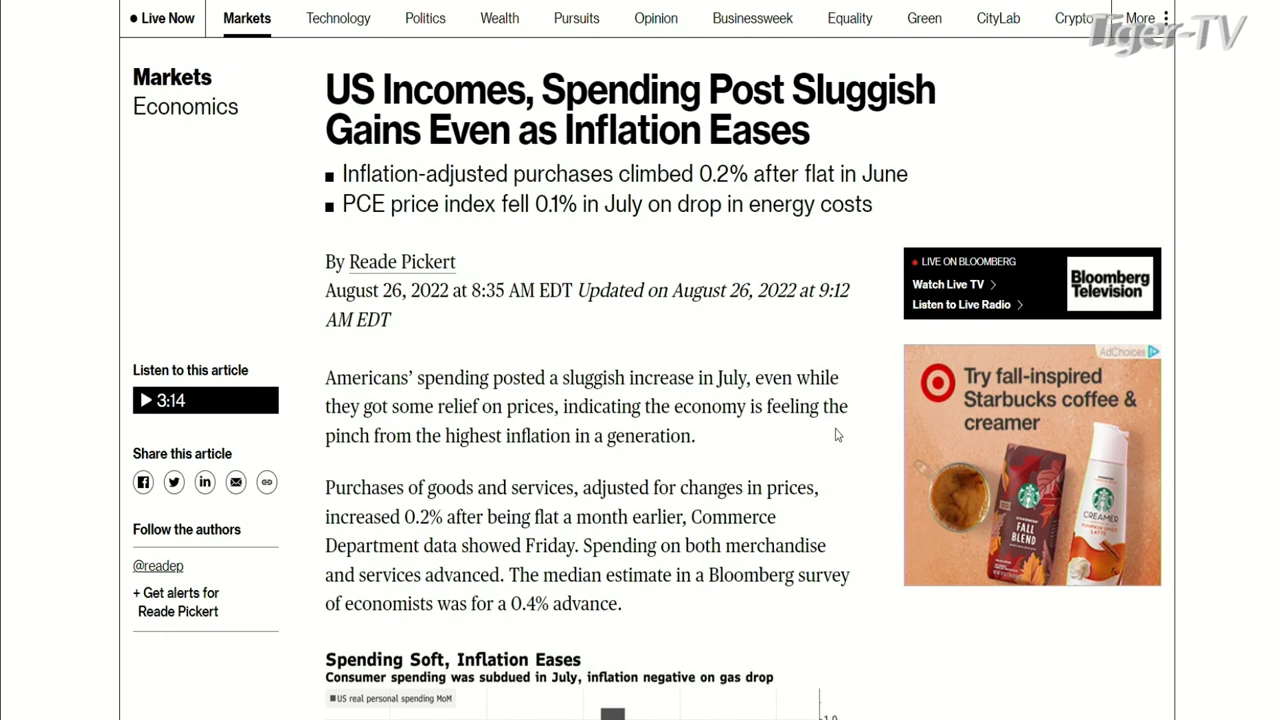 Live Now
Markets
Technology
Politics
Wealth
Pursuits
Opinion
Businessweek
Equality
Green
CityLab
Crypto
More
Tiger-TV
Markets
Economics
US Incomes, Spending Post Sluggish
Gains Even as Inflation Eases
Inflation-adjusted purchases climbed 0.2% after flat in June
PCE price index fell 0.1% in July on drop in energy costs
By Reade Pickert
August 26, 2022 at 8:35 AM EDT Updated on August 26, 2022 at 9:12
AM EDT
LIVE ON BLOOMBERG
Watch Live TV
Listen to Live Radio
Bloomberg
Television
Listen to this article
3:14
Share this article
Follow the authors
@readep
+ Get alerts for
Reade Pickert
Americans’ spending posted a sluggish increase in July, even while
they got some relief on prices, indicating the economy is feeling the
pinch from the highest inflation in a generation.
Purchases of goods and services, adjusted for changes in prices,
increased 0.2% after being flat a month earlier, Commerce
Department data showed Friday. Spending on both merchandise
and services advanced. The median estimate in a Bloomberg survey
of economists was for a 0.4% advance.
AdChoices
Try fall-inspired
Starbucks coffee &
creamer
FALL
BLEND
STARBUCKS
CREAMER
PUMPKIN SPICE
LATTE
Spending Soft, Inflation Eases
Consumer spending was subdued in July, inflation negative on gas drop
US real personal spending MoM
1.0